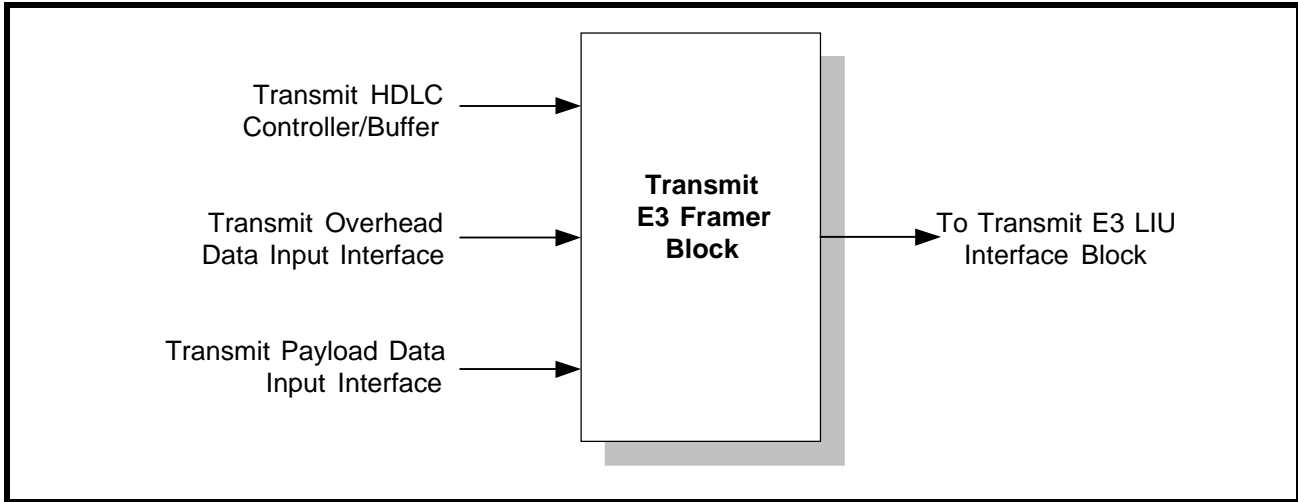 Transmit HDLC
Controller/Buffer
Transmit Overhead
Data Input Interface
Transmit Payload Data
Input Interface
Transmit
E3 Framer
Block
To Transmit E3 LIU
Interface Block